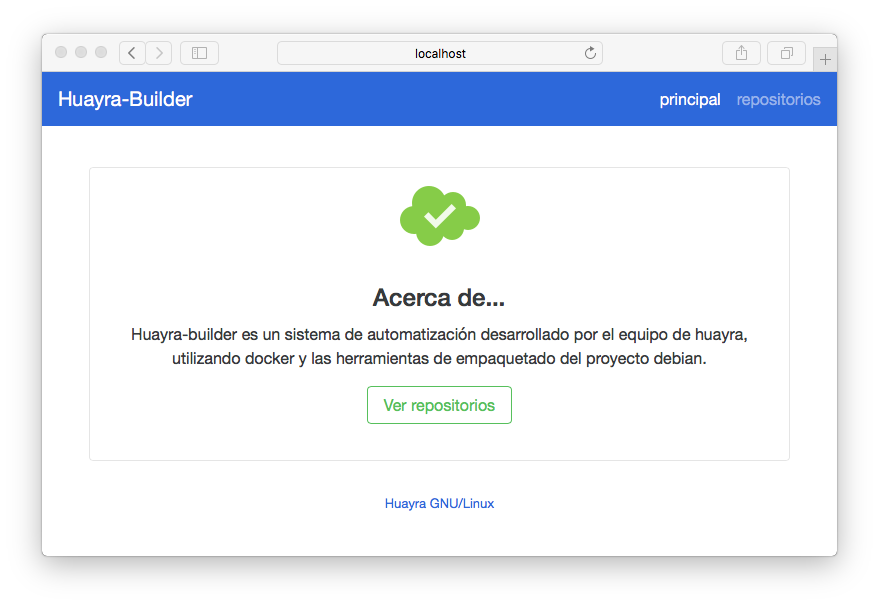 localhost
Huayra-Builder
principal repositorios
Acerca de...
Huayra-builder es un sistema de automatización desarrollado por el equipo de huayra,
utilizando docker y las herramientas de empaquetado del proyecto debian.
Ver repositorios
Huayra GNU/Linux